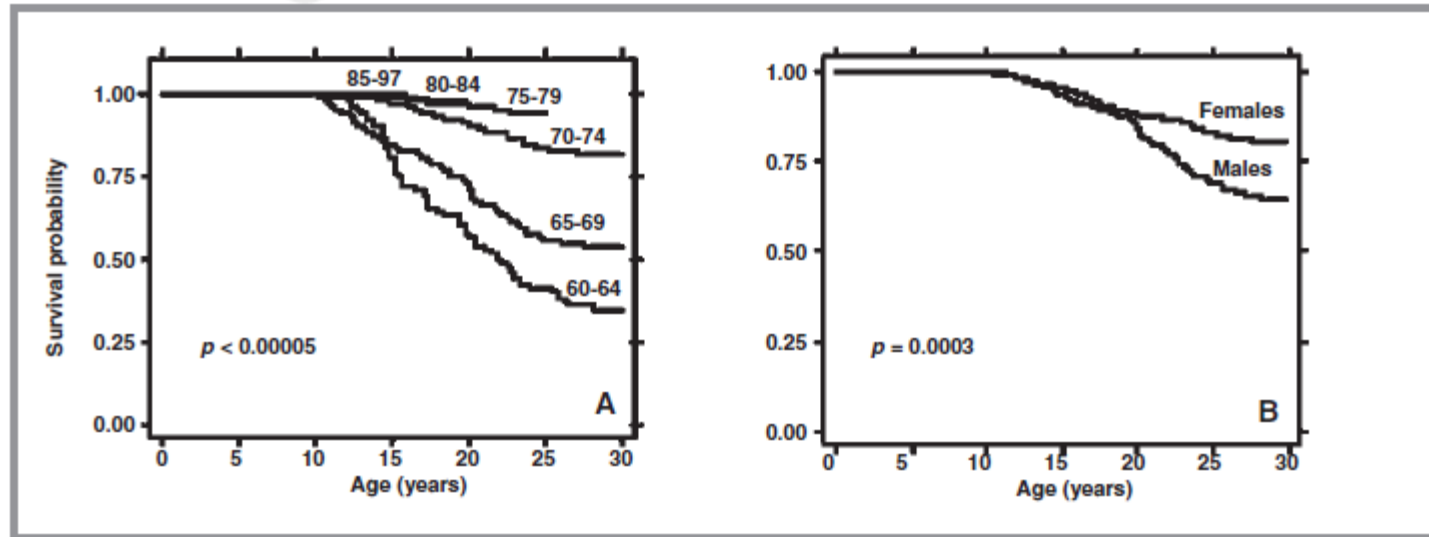 85-97
80-84
75-79
70-74
65-69
60-64
1.00
0.75
0.50
0.25
0.00
Survival probability
p < 0.00005
A
0 5 10 15 20 25 30
Age (years)
1.00
0.75
0.50
0.25
0.00
Females
Males
p = 0.0003
B
0 5 10 15 20 25 30
Age (years)